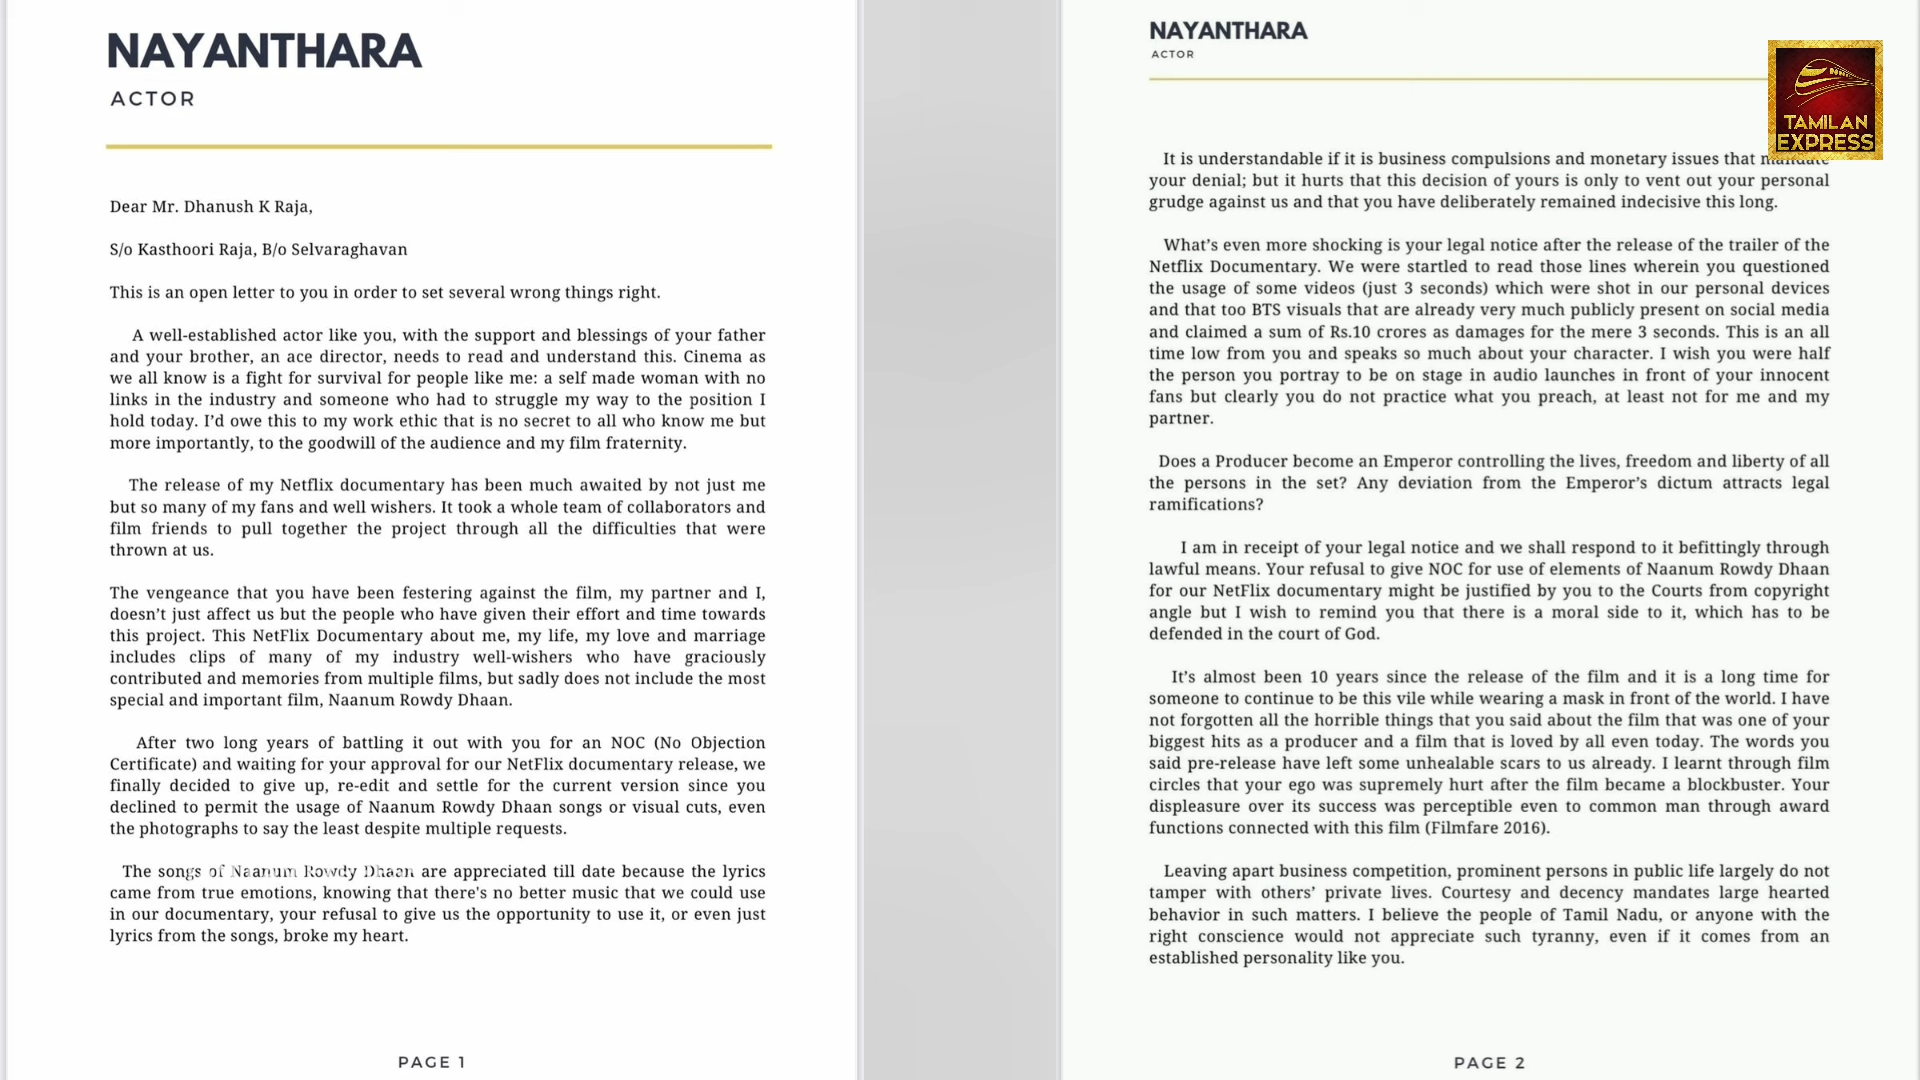 NAYANTHARA
ACTOR
Dear Mr. Dhanush K Raja,
S/o Kasthoori Raja, B/o Selvaraghavan
This is an open letter to you in order to set several wrong things right.
A well-established actor like you, with the support and blessings of your father
and your brother, an ace director, needs to read and understand this. Cinema as
we all know is a fight for survival for people like me: a self made woman with no
links in the industry and someone who had to struggle my way to the position I
hold today. I'd owe this to my work ethic that is no secret to all who know me but
more importantly, to the goodwill of the audience and my film fraternity.
The release of my Netflix documentary has been much awaited by not just me
but so many of my fans and well wishers. It took a whole team of collaborators and
film friends to pull together the project through all the difficulties that were
thrown at us.
The vengeance that you have been festering against the film, my partner and I,
doesn't just affect us but the people who have given their effort and time towards
this project. This NetFlix Documentary about me, my life, my love and marriage
includes clips of many of my industry well-wishers who have graciously
contributed and memories from multiple films, but sadly does not include the most
special and important film, Naanum Rowdy Dhaan.
After two long years of battling it out with you for an NOC (No Objection
Certificate) and waiting for your approval for our NetFlix documentary release, we
finally decided to give up, re-edit and settle for the current version since you
declined to permit the usage of Naanum Rowdy Dhaan songs or visual cuts, even
the photographs to say the least despite multiple requests.
The songs of Naanum Rowdy Dhaan are appreciated till date because the lyrics
came from true emotions, knowing that there's no better music that we could use
in our documentary, your refusal to give us the opportunity to use it, or even just
lyrics from the songs, broke my heart.
PAGE 1
NAYANTHARA
ACTOR
TAMILAN
EXPRESS
It is understandable if it is business compulsions and monetary issues that mandate
your denial; but it hurts that this decision of yours is only to vent out your personal
grudge against us and that you have deliberately remained indecisive this long.
What's even more shocking is your legal notice after the release of the trailer of the
Netflix Documentary. We were startled to read those lines wherein you questioned
the usage of some videos (just 3 seconds) which were shot in our personal devices
and that too BTS visuals that are already very much publicly present on social media
and claimed a sum of Rs.10 crores as damages for the mere 3 seconds. This is an all
time low from you and speaks so much about your character. I wish you were half
the person you portray to be on stage in audio launches in front of your innocent
fans but clearly you do not practice what you preach, at least not for me and my
partner.
Does a Producer become an Emperor controlling the lives, freedom and liberty of all
the persons in the set? Any deviation from the Emperor's dictum attracts legal
ramifications?
I am in receipt of your legal notice and we shall respond to it befittingly through
lawful means. Your refusal to give NOC for use of elements of Naanum Rowdy Dhaan
for our NetFlix documentary might be justified by you to the Courts from copyright
angle but I wish to remind you that there is a moral side to it, which has to be
defended in the court of God.
It's almost been 10 years since the release of the film and it is a long time for
someone to continue to be this vile while wearing a mask in front of the world. I have
not forgotten all the horrible things that you said about the film that was one of your
biggest hits as a producer and a film that is loved by all even today. The words you
said pre-release have left some unhealable scars to us already. I learnt through film
circles that your ego was supremely hurt after the film became a blockbuster. Your
displeasure over its success was perceptible even to common man through award
functions connected with this film (Filmfare 2016).
Leaving apart business competition, prominent persons in public life largely do not
tamper with others' private lives. Courtesy and decency mandates large hearted
behavior in such matters. I believe the people of Tamil Nadu, or anyone with the
right conscience would not appreciate such tyranny, even if it comes from an
established personality like you.
PAGE 2